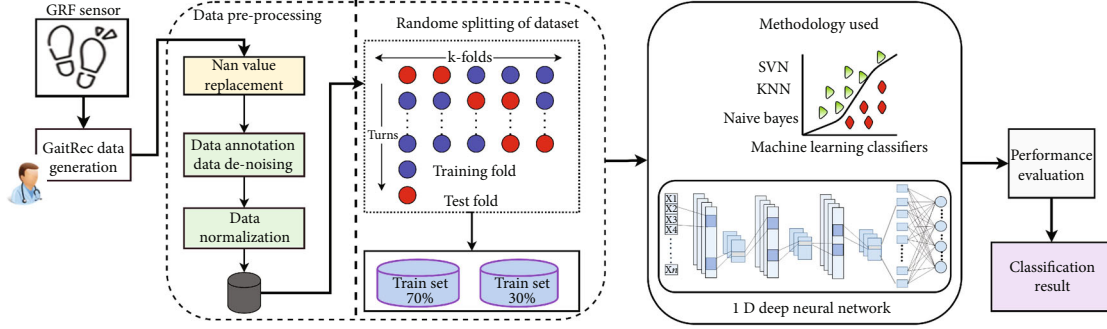 GRF sensor
GaitRec data
generation
Data pre-processing
Nan value
replacement
Data annotation
data de-noising
Data
normalization
Randome splitting of dataset
k-folds
Turns
Training fold
Test fold
Train set
70%
Train set
30%
Methodology used
SVN
KNN
Naive bayes
Machine learning classifiers
X1
X2
X3
X4
Xn
1 D deep neural network
Performance
evaluation
Classification
result